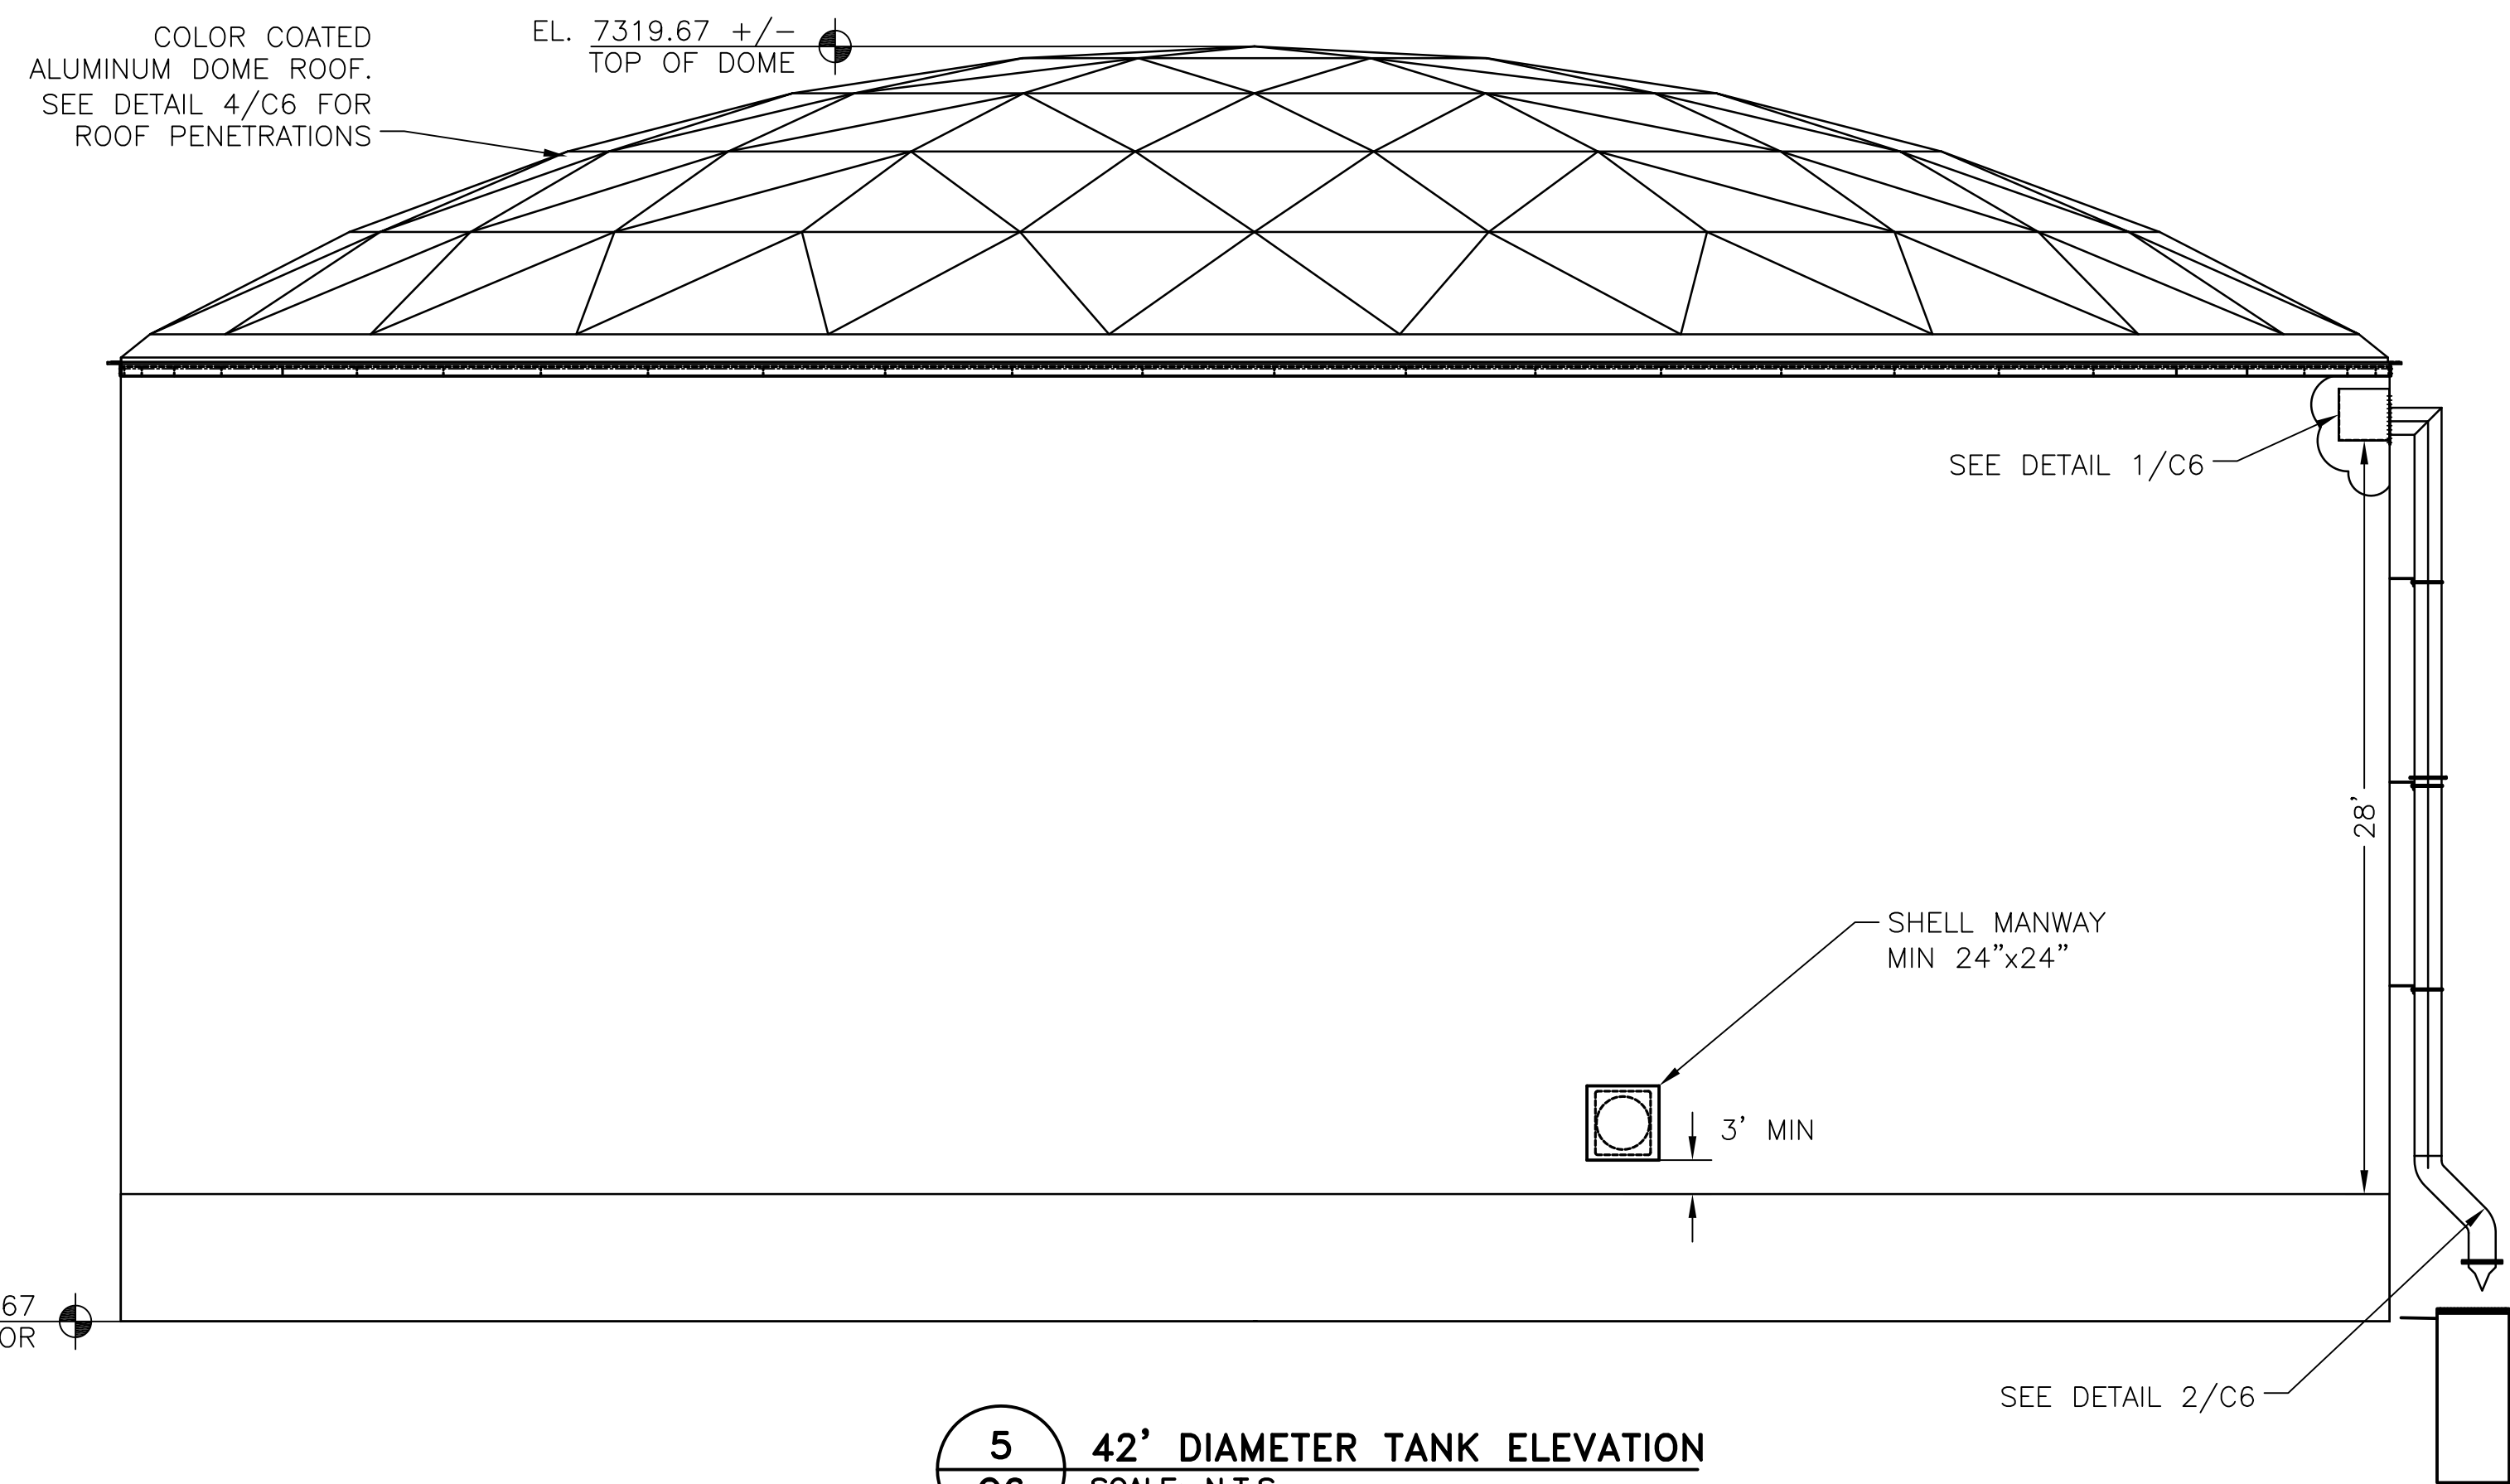 COLOR COATED
ALUMINUM DOME ROOF.
SEE DETAIL 4/C6 FOR
ROOF PENETRATIONS
EL. 7319.67 +/-
TOP OF DOME
SEE DETAIL 1/C6
28'
SHELL MANWAY
MIN 24"x24"
3' MIN
67
OR
SEE DETAIL 2/C6
5
42' DIAMETER TANK ELEVATION
SCALE N.T.S.